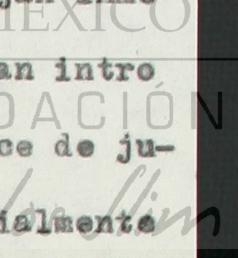 MÉXICO
an intro
DACIÓN
ce de ju-
ialmente